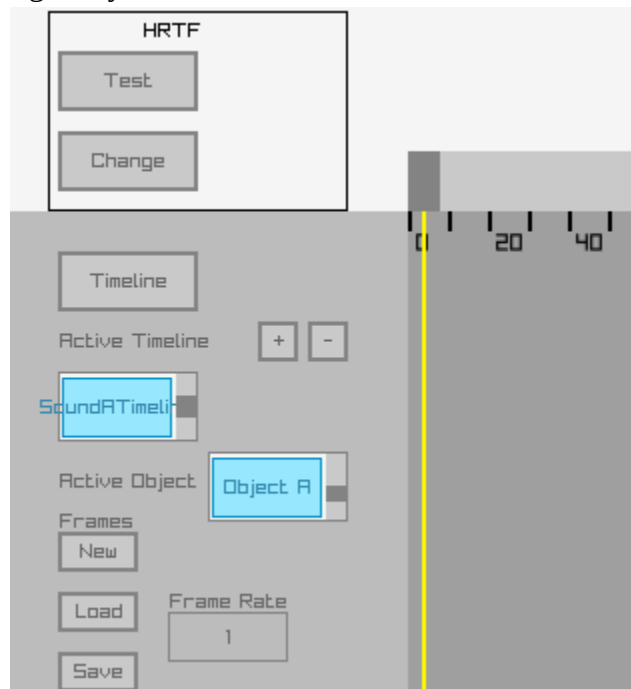 HRTF
Test
Change
0 20 40
Timeline
Active Timeline + -
SoundATimeli
Active Object Object A
Frames
New
Load Frame Rate
1
Save